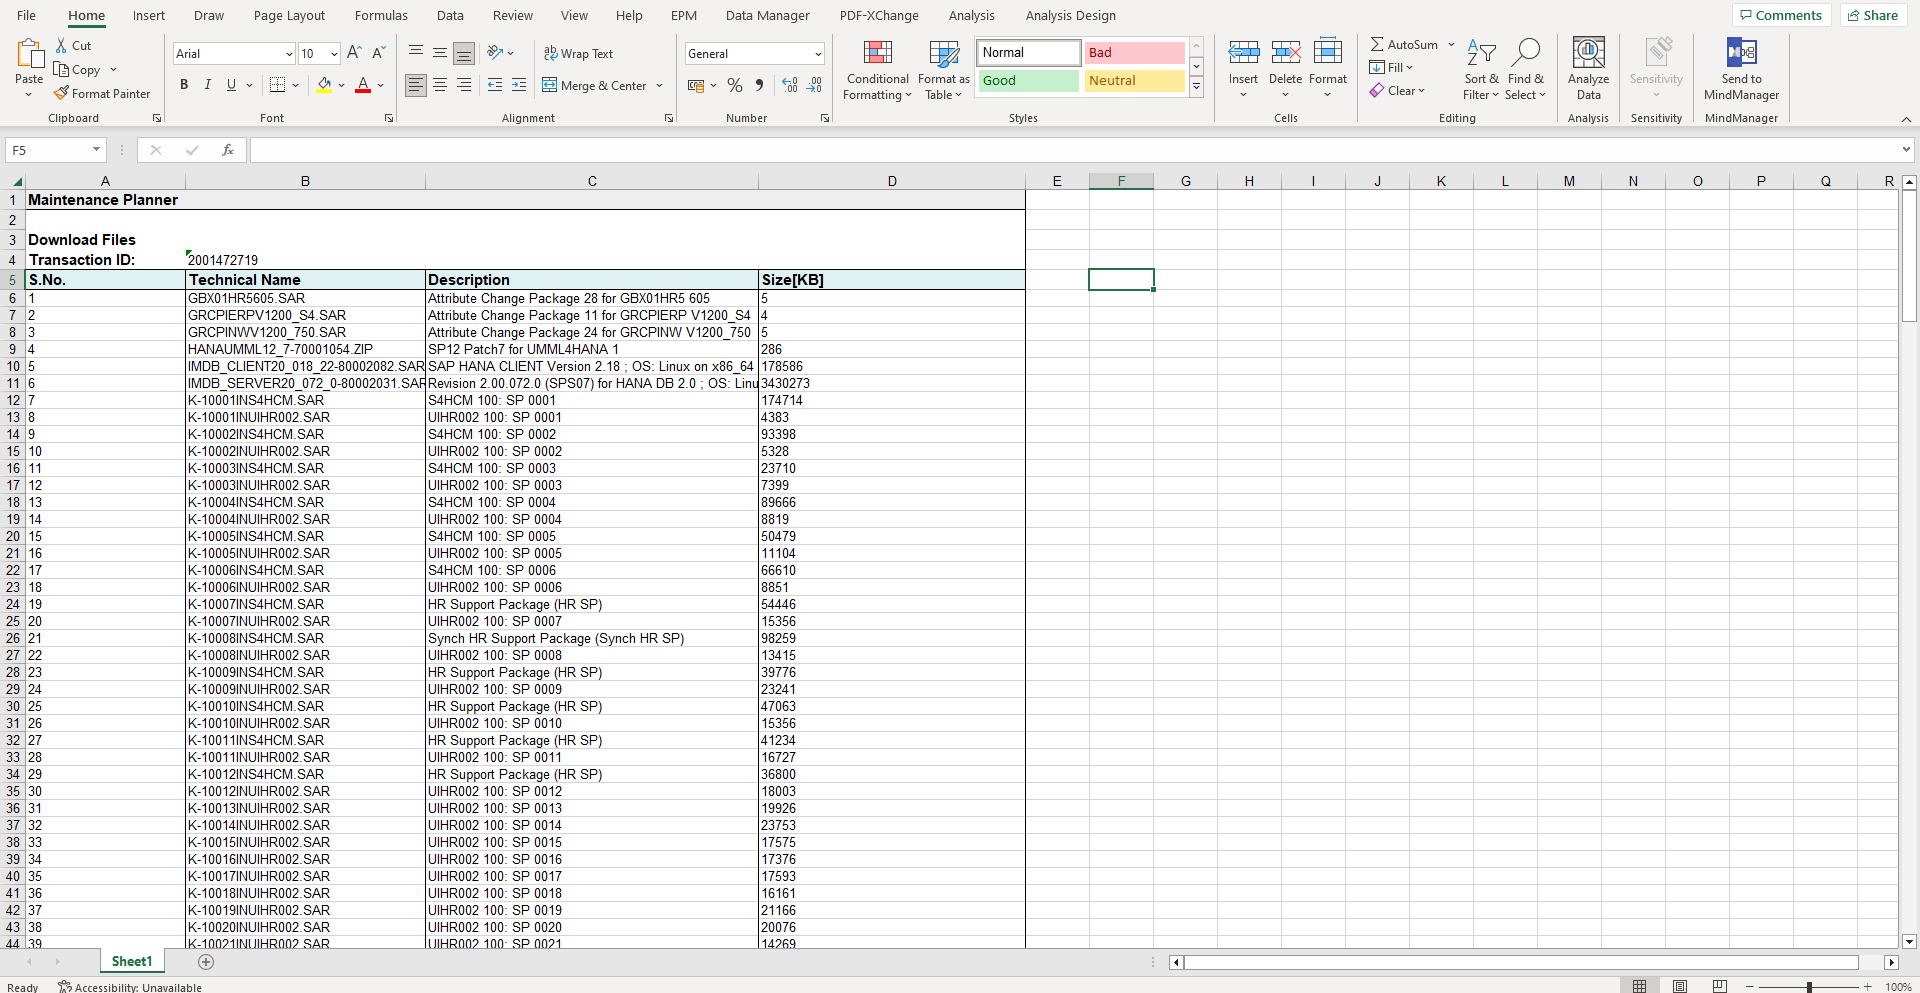 File Home Insert Draw Page Layout Formulas Data Review View Help EPM Data Manager PDF-XChange Analysis Analysis Design Comments Share
Paste
Cut
Copy
Format Painter
Clipboard
Arial 10
B I U
Font
Wrap Text
Merge & Center
Alignment
General
Number
Conditional Formatting
Format as Table
Normal Bad
Good Neutral
Styles
Insert Delete Format
Cells
AutoSum
Fill
Clear
Sort & Filter
Find & Select
Editing
Analyze Data
Analysis
Sensitivity
Sensitivity
Send to MindManager
MindManager
F5 fx
A B C D E F G H I J K L M N O P Q R
1 Maintenance Planner
2
3 Download Files
4 Transaction ID: 2001472719
5 S.No. Technical Name Description Size[KB]
6 1 GBX01HR5605.SAR Attribute Change Package 28 for GBX01HR5 605 5
7 2 GRCPIERPV1200_S4.SAR Attribute Change Package 11 for GRCPIERP V1200_S4 4
8 3 GRCPINWV1200_750.SAR Attribute Change Package 24 for GRCPINW V1200_750 5
9 4 HANAUMML12_7-70001054.ZIP SP12 Patch7 for UMML4HANA 1 286
10 5 IMDB_CLIENT20_018_22-80002082.SAR SAP HANA CLIENT Version 2.18 ; OS: Linux on x86_64 178586
11 6 IMDB_SERVER20_072_0-80002031.SAR Revision 2.00.072.0 (SPS07) for HANA DB 2.0 ; OS: Linu 3430273
12 7 K-10001INS4HCM.SAR S4HCM 100: SP 0001 174714
13 8 K-10001INUIHR002.SAR UIHR002 100: SP 0001 4383
14 9 K-10002INS4HCM.SAR S4HCM 100: SP 0002 93398
15 10 K-10002INUIHR002.SAR UIHR002 100: SP 0002 5328
16 11 K-10003INS4HCM.SAR S4HCM 100: SP 0003 23710
17 12 K-10003INUIHR002.SAR UIHR002 100: SP 0003 7399
18 13 K-10004INS4HCM.SAR S4HCM 100: SP 0004 89666
19 14 K-10004INUIHR002.SAR UIHR002 100: SP 0004 8819
20 15 K-10005INS4HCM.SAR S4HCM 100: SP 0005 50479
21 16 K-10005INUIHR002.SAR UIHR002 100: SP 0005 11104
22 17 K-10006INS4HCM.SAR S4HCM 100: SP 0006 66610
23 18 K-10006INUIHR002.SAR UIHR002 100: SP 0006 8851
24 19 K-10007INS4HCM.SAR HR Support Package (HR SP) 54446
25 20 K-10007INUIHR002.SAR UIHR002 100: SP 0007 15356
26 21 K-10008INS4HCM.SAR Synch HR Support Package (Synch HR SP) 98259
27 22 K-10008INUIHR002.SAR UIHR002 100: SP 0008 13415
28 23 K-10009INS4HCM.SAR HR Support Package (HR SP) 39776
29 24 K-10009INUIHR002.SAR UIHR002 100: SP 0009 23241
30 25 K-10010INS4HCM.SAR HR Support Package (HR SP) 47063
31 26 K-10010INUIHR002.SAR UIHR002 100: SP 0010 15356
32 27 K-10011INS4HCM.SAR HR Support Package (HR SP) 41234
33 28 K-10011INUIHR002.SAR UIHR002 100: SP 0011 16727
34 29 K-10012INS4HCM.SAR HR Support Package (HR SP) 36800
35 30 K-10012INUIHR002.SAR UIHR002 100: SP 0012 18003
36 31 K-10013INUIHR002.SAR UIHR002 100: SP 0013 19926
37 32 K-10014INUIHR002.SAR UIHR002 100: SP 0014 23753
38 33 K-10015INUIHR002.SAR UIHR002 100: SP 0015 17575
39 34 K-10016INUIHR002.SAR UIHR002 100: SP 0016 17376
40 35 K-10017INUIHR002.SAR UIHR002 100: SP 0017 17593
41 36 K-10018INUIHR002.SAR UIHR002 100: SP 0018 16161
42 37 K-10019INUIHR002.SAR UIHR002 100: SP 0019 21166
43 38 K-10020INUIHR002.SAR UIHR002 100: SP 0020 20076
44 39 K-10021INUIHR002.SAR UIHR002 100: SP 0021 14269
Sheet1
Ready Accessibility: Unavailable 100%